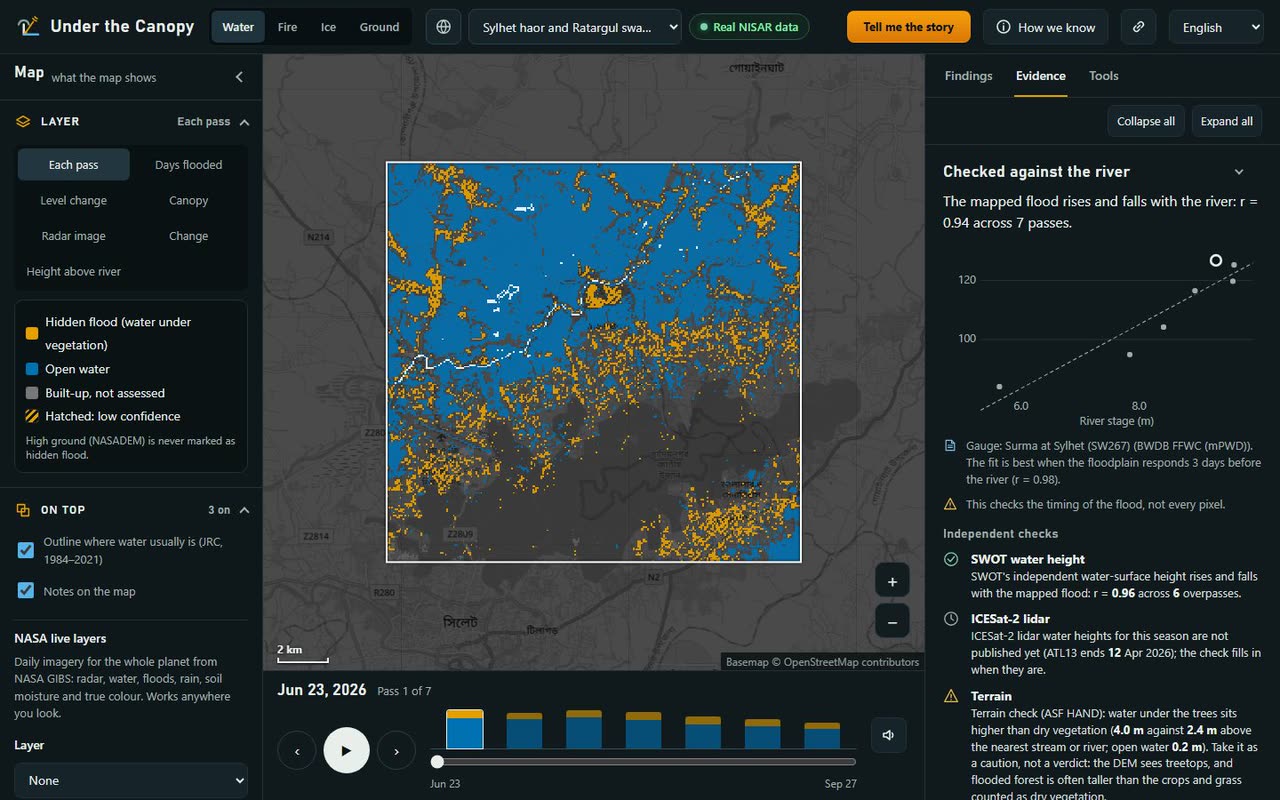 Under the Canopy
Water
Fire
Ice
Ground
Sylhet haor and Ratargul swa...
Real NISAR data
Tell me the story
How we know
English
Map what the map shows
LAYER
Each pass
Each pass
Days flooded
Level change
Canopy
Radar image
Change
Height above river
Hidden flood (water under
vegetation)
Open water
Built-up, not assessed
Hatched: low confidence
High ground (NASADEM) is never marked as
hidden flood.
ON TOP
3 on
Outline where water usually is (JRC,
1984–2021)
Notes on the map
NASA live layers
Daily imagery for the whole planet from
NASA GIBS: radar, water, floods, rain, soil
moisture and true colour. Works anywhere
you look.
Layer
None
গোয়াইনঘাট
N214
Z280
Z2814
Z2809
R280
N2
সিলেট
2 km
+
−
Basemap © OpenStreetMap contributors
Jun 23, 2026 Pass 1 of 7
Jun 23
Sep 27
Findings
Evidence
Tools
Collapse all
Expand all
Checked against the river
The mapped flood rises and falls with the river: r =
0.94 across 7 passes.
120
100
6.0
8.0
River stage (m)
Gauge: Surma at Sylhet (SW267) (BWDB FFWC (mPWD)).
The fit is best when the floodplain responds 3 days before
the river (r = 0.98).
This checks the timing of the flood, not every pixel.
Independent checks
SWOT water height
SWOT's independent water-surface height rises and falls
with the mapped flood: r = 0.96 across 6 overpasses.
ICESat-2 lidar
ICESat-2 lidar water heights for this season are not
published yet (ATL13 ends 12 Apr 2026); the check fills in
when they are.
Terrain
Terrain check (ASF HAND): water under the trees sits
higher than dry vegetation (4.0 m against 2.4 m above
the nearest stream or river; open water 0.2 m). Take it as
a caution, not a verdict: the DEM sees treetops, and
flooded forest is often taller than the crops and grass
counted as dry vegetation.